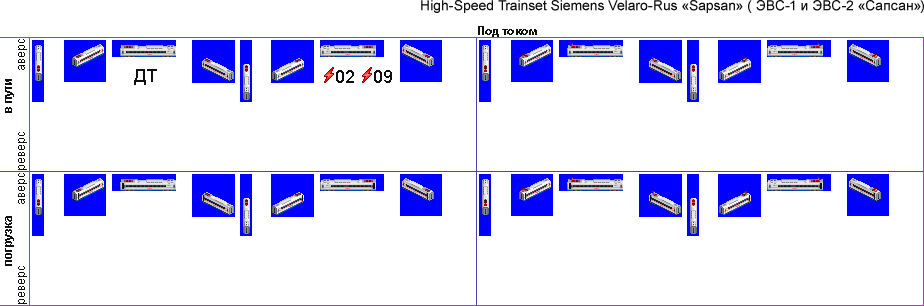 High-Speed Trainset Siemens Velaro-Rus «Sapsan» ( ЭВС-1 и ЭВС-2 «Сапсан»)
Под током
в пути
аверс
реверс
ДТ
02 09
погрузка
аверс
реверс